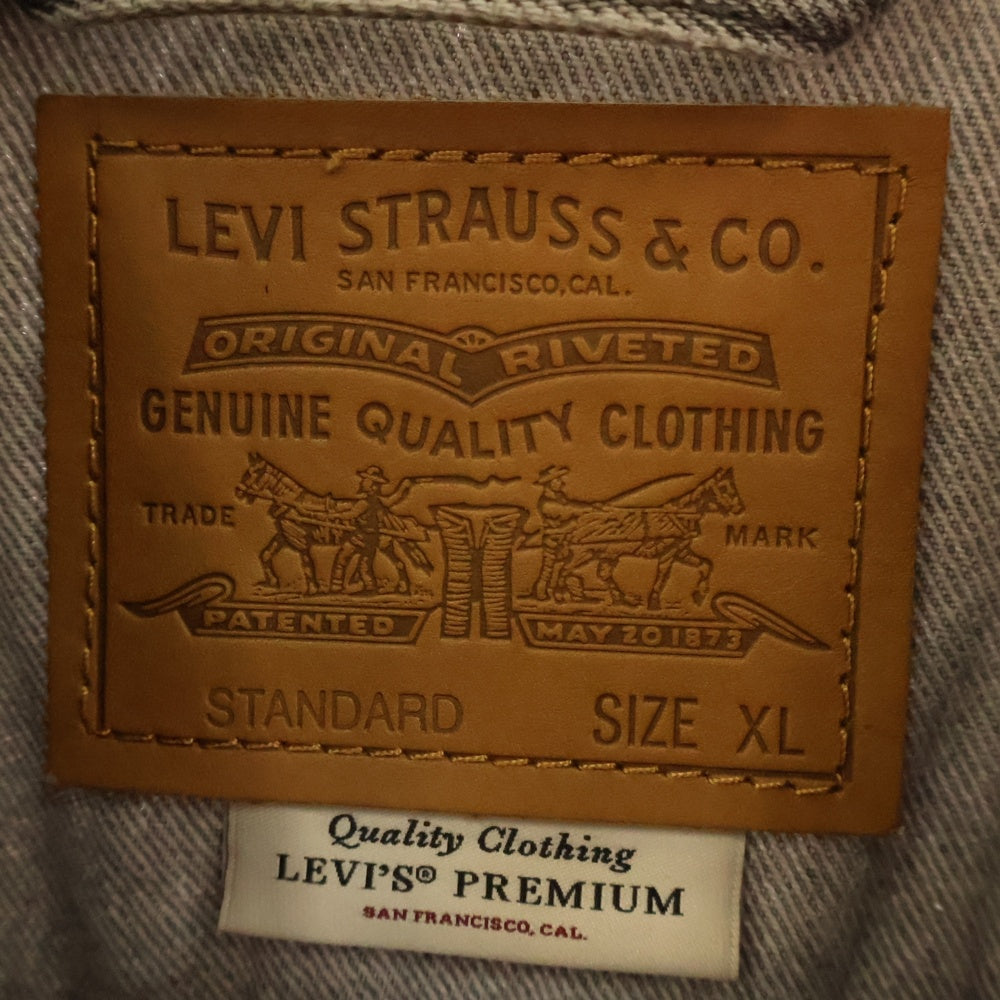 LEVI STRAUSS & CO.
SAN FRANCISCO, CAL.
ORIGINAL RIVETED
GENUINE QUALITY CLOTHING
TRADE MARK
PATENTED MAY 20 1873
STANDARD SIZE XL
Quality Clothing
LEVI'S® PREMIUM
SAN FRANCISCO, CAL.